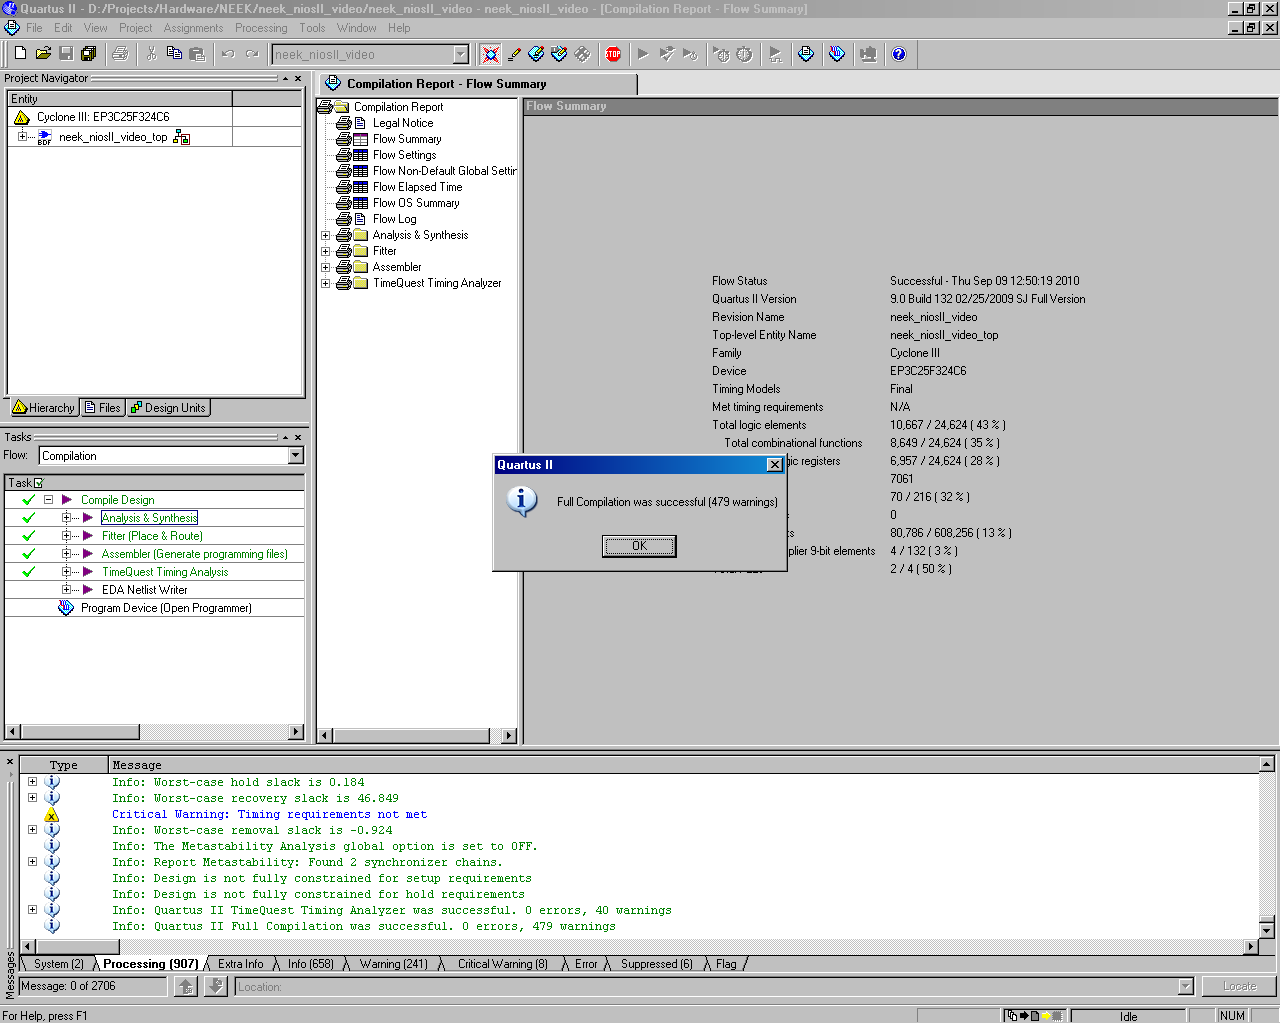 Quartus II - D:/Projects/Hardware/NEEK/neek_niosII_video/neek_niosII_video - neek_niosII_video - [Compilation Report - Flow Summary]
File Edit View Project Assignments Processing Tools Window Help
neek_niosII_video
STOP
Project Navigator
Entity
Cyclone III: EP3C25F324C6
BDF neek_niosII_video_top
Hierarchy Files Design Units
Tasks
Flow: Compilation
Task
Compile Design
Analysis & Synthesis
Fitter (Place & Route)
Assembler (Generate programming files)
TimeQuest Timing Analysis
EDA Netlist Writer
Program Device (Open Programmer)
Compilation Report - Flow Summary
Compilation Report
Legal Notice
Flow Summary
Flow Settings
Flow Non-Default Global Settin
Flow Elapsed Time
Flow OS Summary
Flow Log
Analysis & Synthesis
Fitter
Assembler
TimeQuest Timing Analyzer
Flow Summary
Flow Status Successful - Thu Sep 09 12:50:19 2010
Quartus II Version 9.0 Build 132 02/25/2009 SJ Full Version
Revision Name neek_niosII_video
Top-level Entity Name neek_niosII_video_top
Family Cyclone III
Device EP3C25F324C6
Timing Models Final
Met timing requirements N/A
Total logic elements 10,667 / 24,624 ( 43 % )
Total combinational functions 8,649 / 24,624 ( 35 % )
gic registers 6,957 / 24,624 ( 28 % )
7061
70 / 216 ( 32 % )
0
80,786 / 608,256 ( 13 % )
plier 9-bit elements 4 / 132 ( 3 % )
2 / 4 ( 50 % )
Quartus II
Full Compilation was successful (479 warnings)
OK
Type Message
Info: Worst-case hold slack is 0.184
Info: Worst-case recovery slack is 46.849
Critical Warning: Timing requirements not met
Info: Worst-case removal slack is -0.924
Info: The Metastability Analysis global option is set to OFF.
Info: Report Metastability: Found 2 synchronizer chains.
Info: Design is not fully constrained for setup requirements
Info: Design is not fully constrained for hold requirements
Info: Quartus II TimeQuest Timing Analyzer was successful. 0 errors, 40 warnings
Info: Quartus II Full Compilation was successful. 0 errors, 479 warnings
System (2) Processing (907) Extra Info Info (658) Warning (241) Critical Warning (8) Error Suppressed (6) Flag
Messages
Message: 0 of 2706 Location: Locate
For Help, press F1 Idle NUM